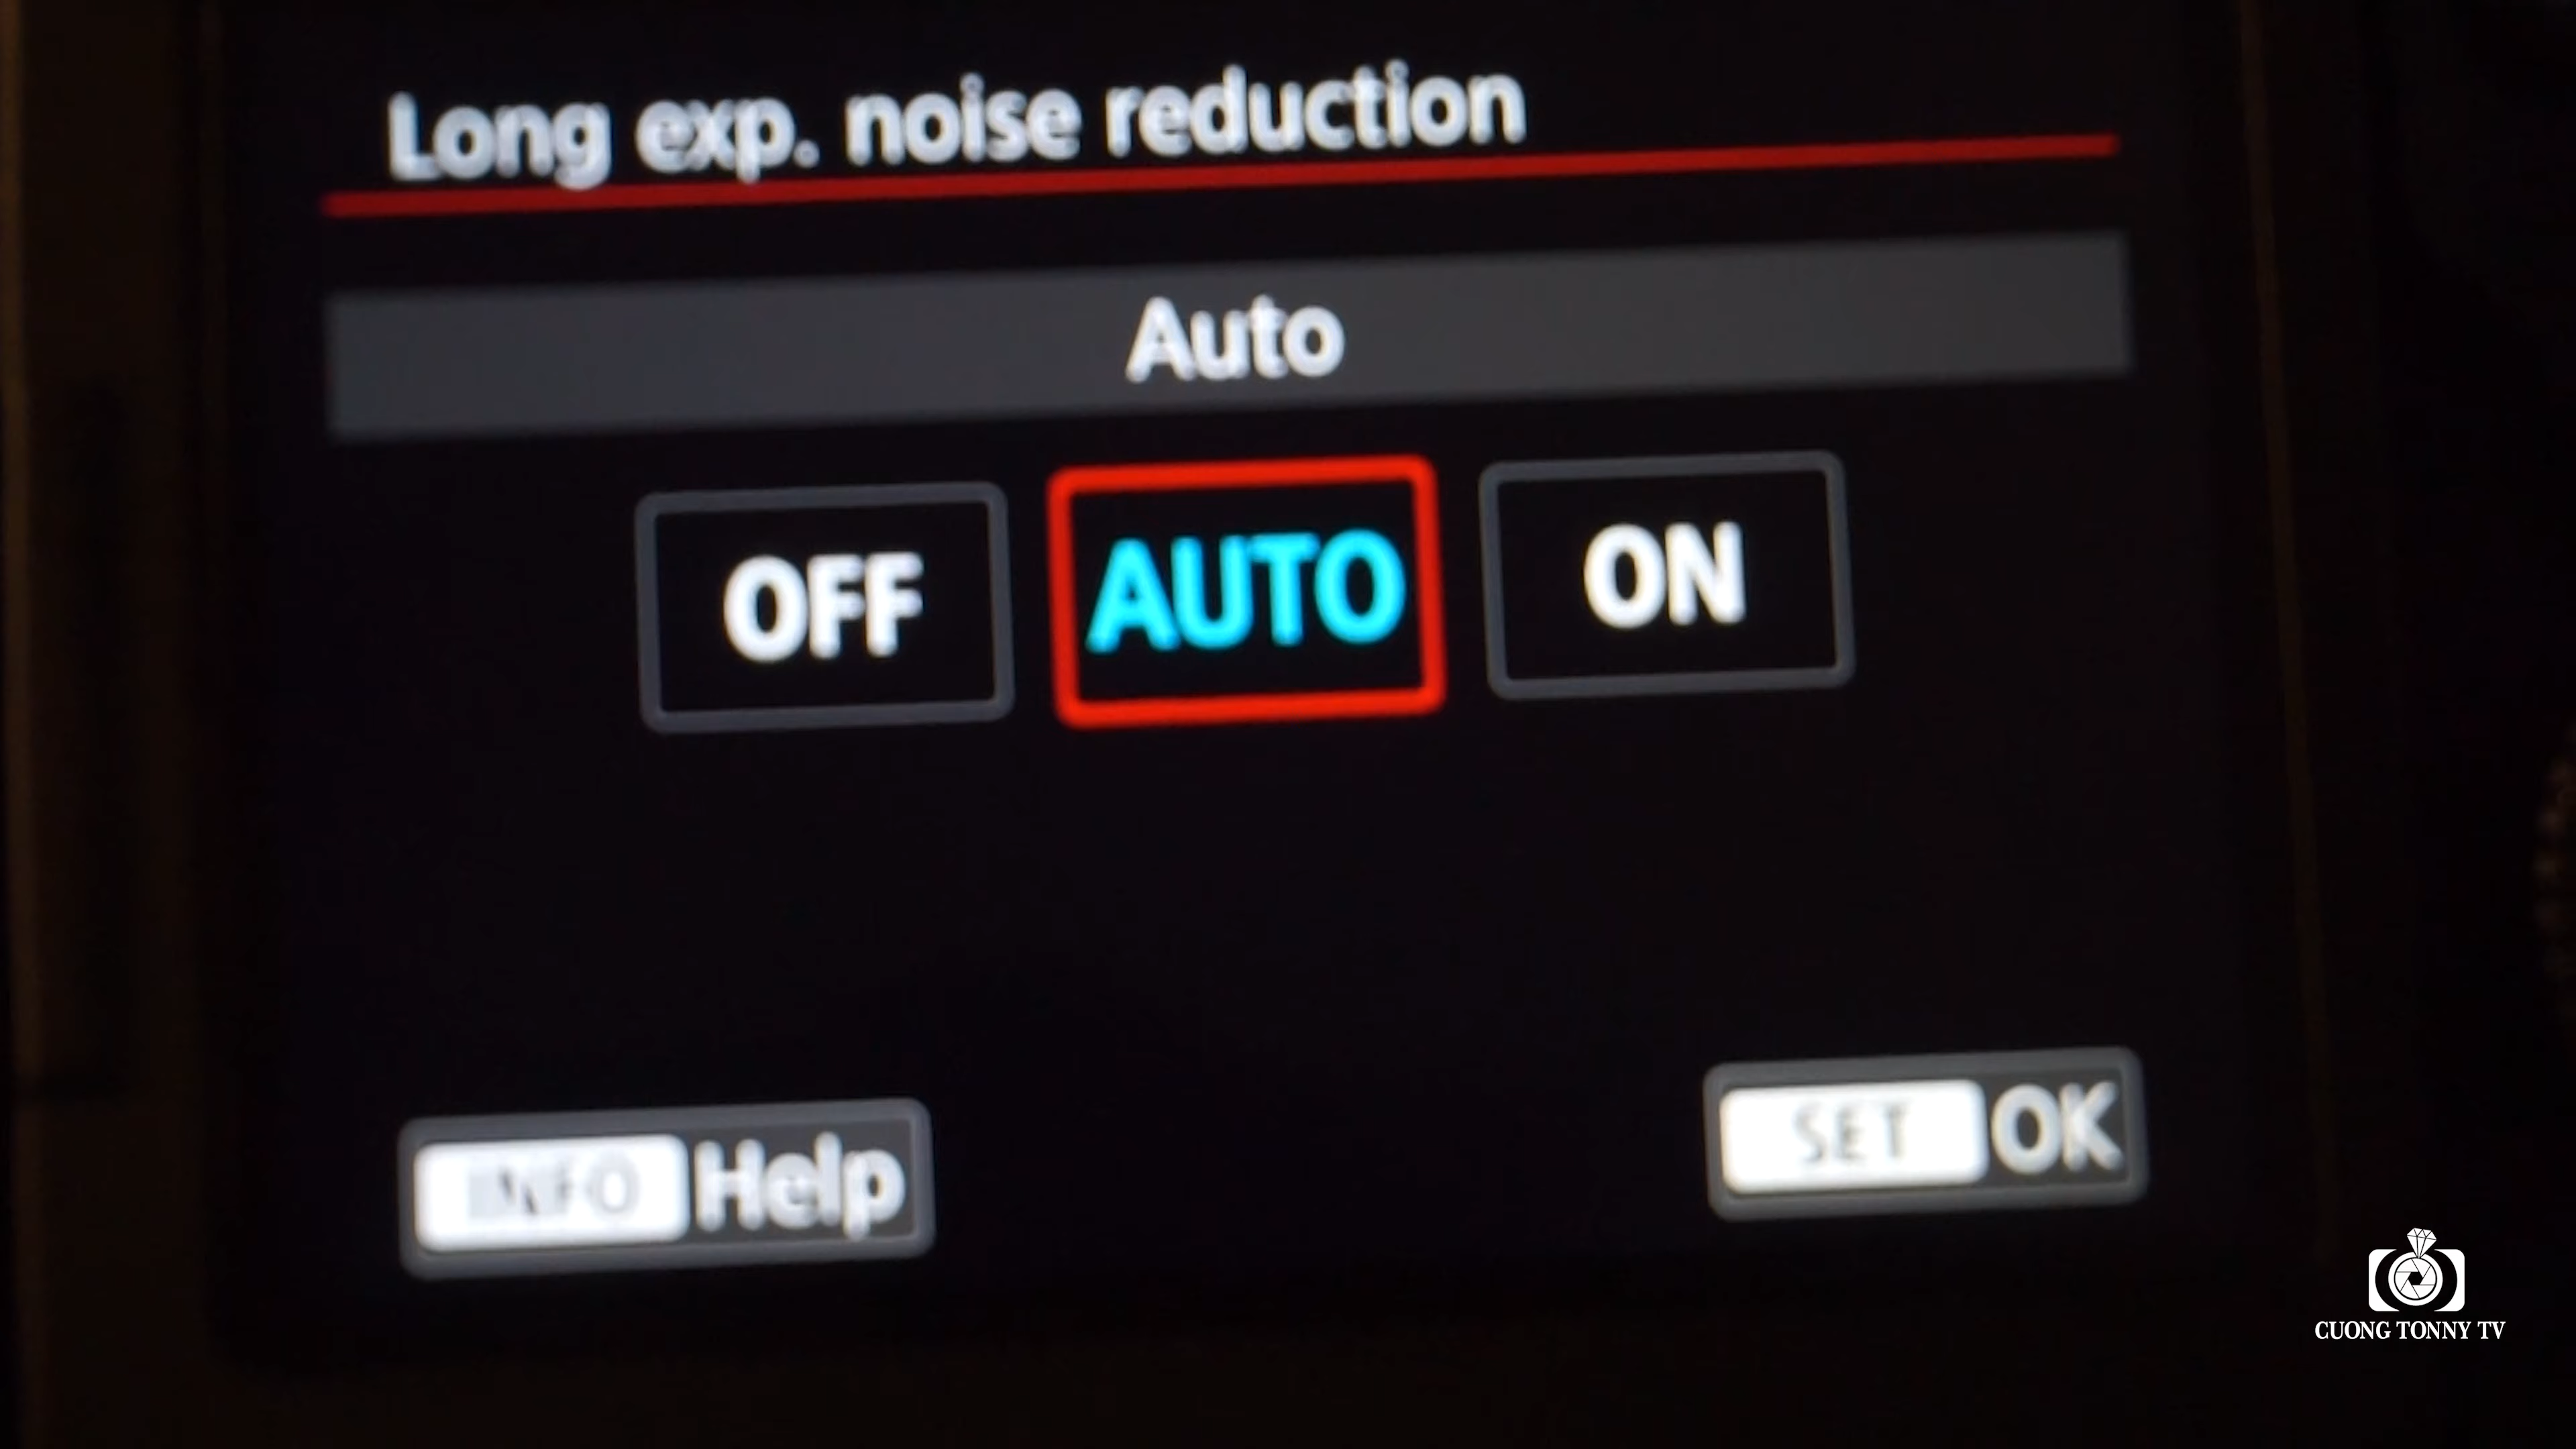 Long exp. noise reduction
Auto
OFF AUTO ON
INFO Help
SET OK
CUONG TONNY TV